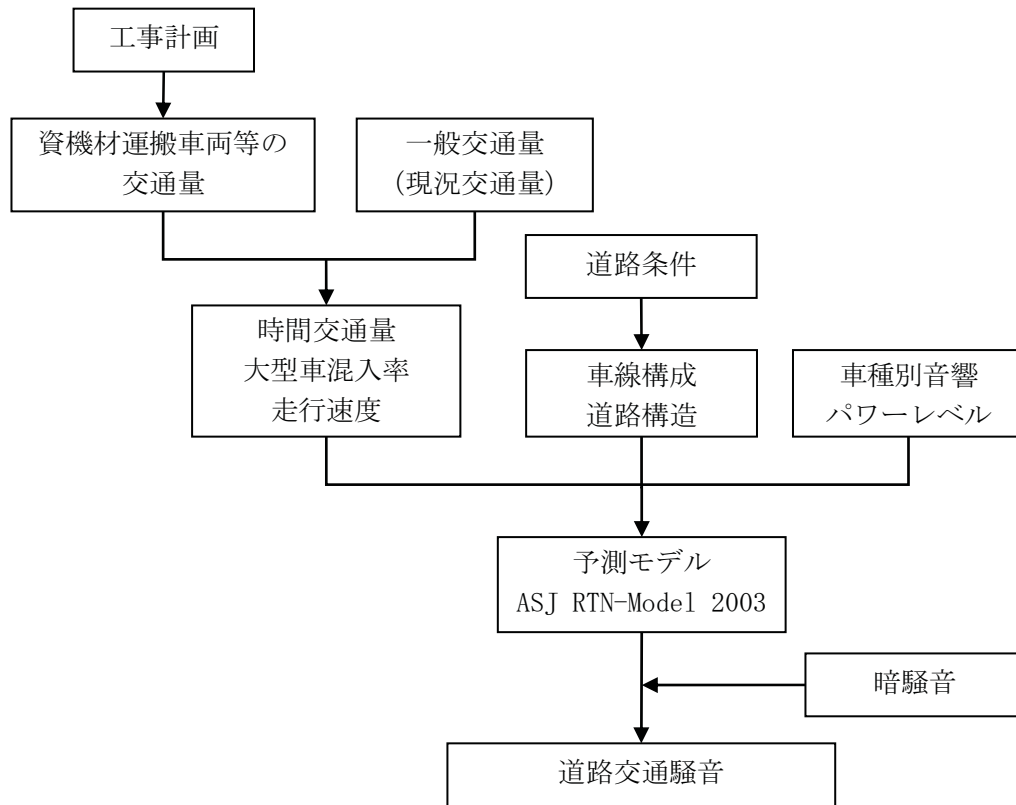 工事計画
資機材運搬車両等の
交通量
一般交通量
(現況交通量)
道路条件
時間交通量
大型車混入率
走行速度
車線構成
道路構造
車種別音響
パワーレベル
予測モデル
ASJ RTN-Model 2003
暗騒音
道路交通騒音